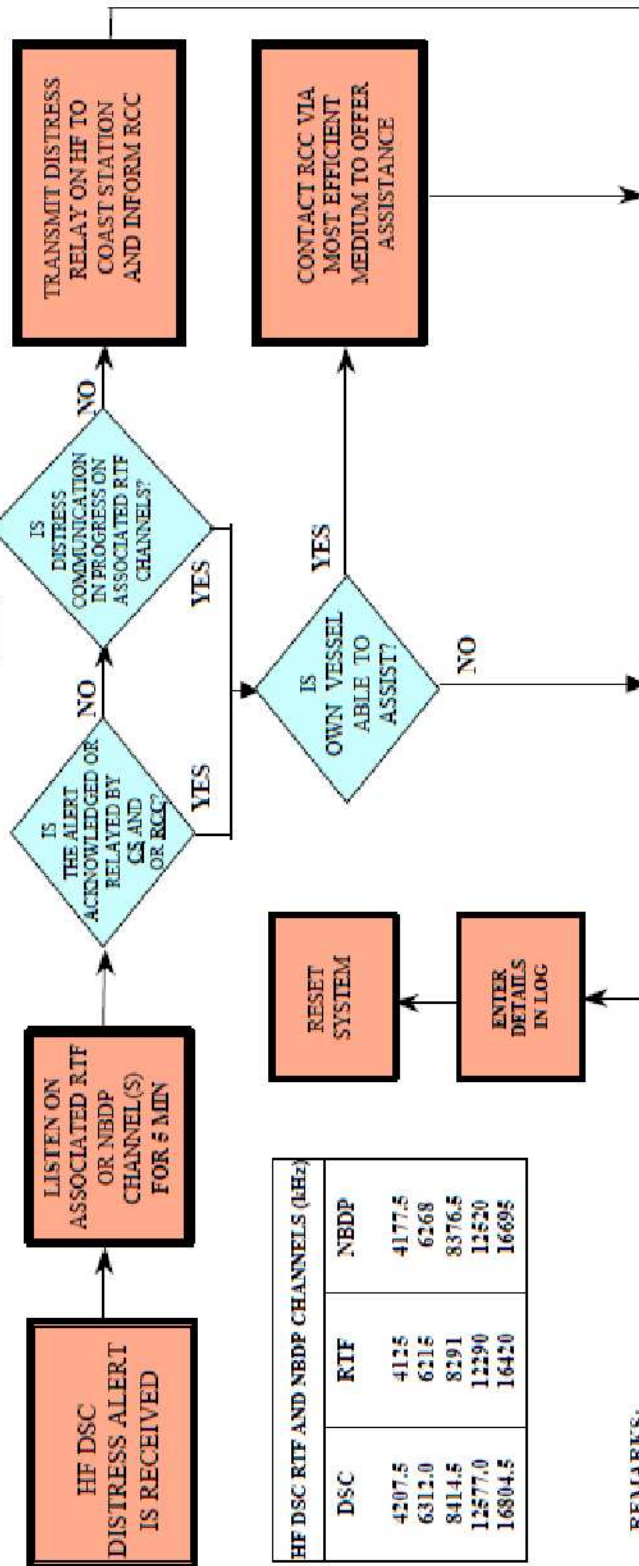 HF DSC
DISTRESS ALERT
IS RECEIVED
LISTEN ON
ASSOCIATED RTF
OR NBDP
CHANNEL(S)
FOR 5 MIN
IS
THE ALERT
ACKNOWLEDGED OR
RELAYED BY
CS AND
OR RCC?
NO
YES
IS
DISTRESS
COMMUNICATION
IN PROGRESS ON
ASSOCIATED RTF
CHANNELS?
NO
YES
TRANSMIT DISTRESS
RELAY ON HF TO
COAST STATION
AND INFORM RCC
IS
OWN VESSEL
ABLE TO
ASSIST?
YES
NO
CONTACT RCC VIA
MOST EFFICIENT
MEDIUM TO OFFER
ASSISTANCE
RESET
SYSTEM
ENTER
DETAILS
IN LOG
HF DSC RTF AND NBDP CHANNELS (kHz)
DSC RTF NBDP
4207.5 4125 4177.5
6312.0 6215 6268
8414.5 8291 8376.5
12577.0 12290 12520
16804.5 16420 16695
REMARKS: